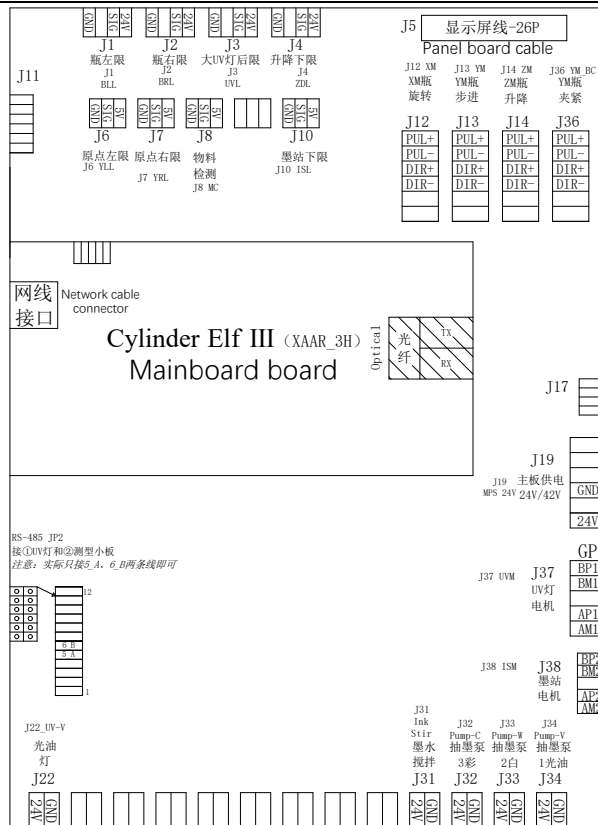 GND SIG 24V
GND SIG 24V
GND SIG 24V
GND SIG 24V
J1
J2
J3
J4
瓶左限
瓶右限
大UV灯后限
升降下限
J1
BLL
J2
BRL
J3
UVL
J4
ZDL
J11
GND SIG 5V
GND SIG 5V
GND SIG 5V
GND SIG 5V
J6
J7
J8
J10
原点左限
J6 YLL
原点右限
J7 YRL
物料
检测
J8 MC
墨站下限
J10 ISL
J5
显示屏线-26P
Panel board cable
J12 XM
XM瓶
旋转
J13 YM
YM瓶
步进
J14 ZM
ZM瓶
升降
J36 YM_BC
YM瓶
夹紧
J12
J13
J14
J36
PUL+ PUL+ PUL+ PUL+
PUL- PUL- PUL- PUL-
DIR+ DIR+ DIR+ DIR+
DIR- DIR- DIR- DIR-
网线
接口
Network cable
connector
Cylinder Elf III (XAAR_3H)
Mainboard board
Optical
光
纤
TX
RX
J17
J19
J19
MPS 24V
主板供电
24V/42V
GND
24V
RS-485 JP2
接①UV灯和②测型小板
注意：实际只接5_A、6_B两条线即可
12
6 B
5 A
1
GP
J37 UVM
J37
UV灯
电机
BP1
BM1
AP1
AM1
J38 ISM
J38
墨站
电机
BP2
BM2
AP2
AM2
J22_UV-V
光油
灯
J22
24V GND
J31
Ink
Stir
墨水
搅拌
J31
24V GND
J32
Pump-C
抽墨泵
3彩
J32
24V GND
J33
Pump-W
抽墨泵
2白
J33
24V GND
J34
Pump-V
抽墨泵
1光油
J34
24V GND